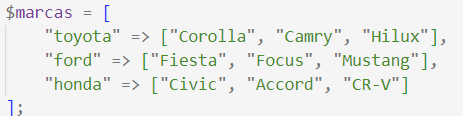 $marcas = [
    "toyota" => ["Corolla", "Camry", "Hilux"],
    "ford" => ["Fiesta", "Focus", "Mustang"],
    "honda" => ["Civic", "Accord", "CR-V"]
];